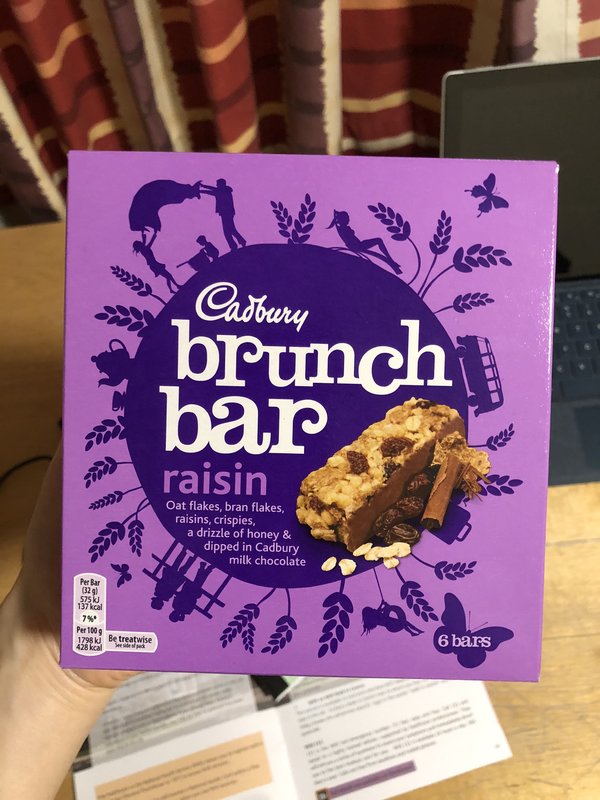 Cadbury
brunch
bar
raisin
Oat flakes, bran flakes,
raisins, crispies,
a drizzle of honey &
dipped in Cadbury
milk chocolate
Per Bar
(32 g)
575 kJ
137 kcal
7%*
Per 100 g
1798 kJ
428 kcal
Be treatwise
See side of pack
6 bars